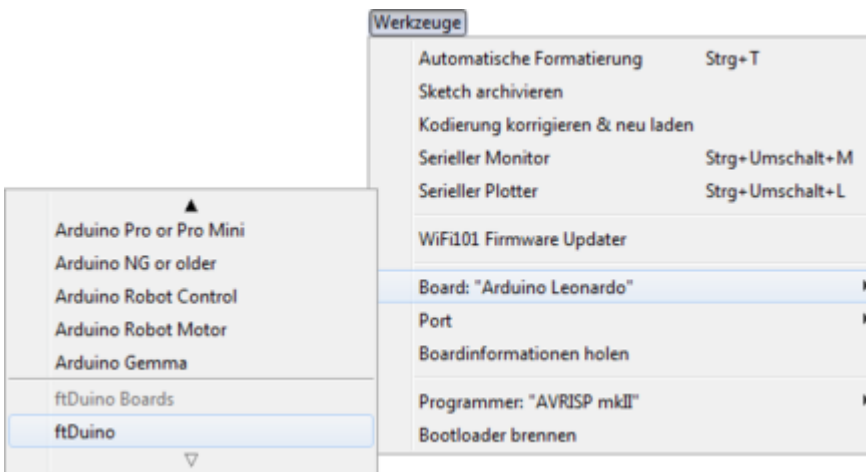 Werkzeuge
Automatische Formatierung Strg+T
Sketch archivieren
Kodierung korrigieren & neu laden
Serieller Monitor Strg+Umschalt+M
Serieller Plotter Strg+Umschalt+L
WiFi101 Firmware Updater
Board: "Arduino Leonardo"
Port
Boardinformationen holen
Programmer: "AVRISP mkII"
Bootloader brennen
Arduino Pro or Pro Mini
Arduino NG or older
Arduino Robot Control
Arduino Robot Motor
Arduino Gemma
ftDuino Boards
ftDuino